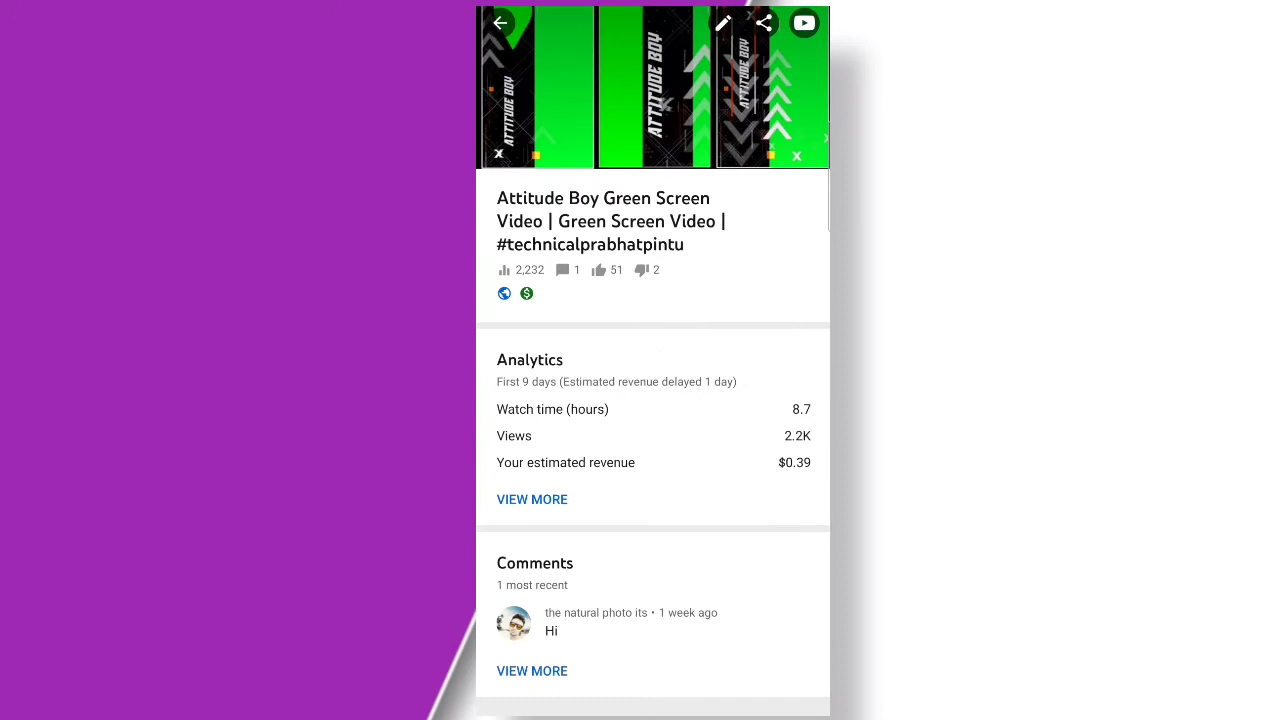 ATTITUDE BOY
ATTITUDE BOY
ATTITUDE BOY
Attitude Boy Green Screen
Video | Green Screen Video |
#technicalprabhatpintu
2,232 1 51 2
Analytics
First 9 days (Estimated revenue delayed 1 day)
Watch time (hours) 8.7
Views 2.2K
Your estimated revenue $0.39
VIEW MORE
Comments
1 most recent
the natural photo its • 1 week ago
Hi
VIEW MORE